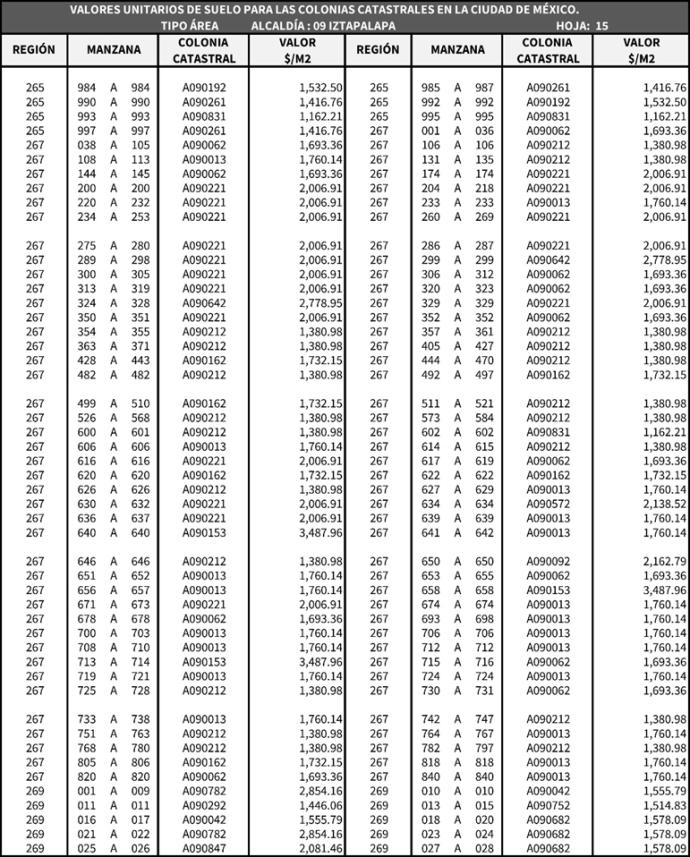 VALORES UNITARIOS DE SUELO PARA LAS COLONIAS CATASTRALES EN LA CIUDAD DE MÉXICO.
TIPO ÁREA ALCALDÍA : 09 IZTAPALAPA HOJA: 15
REGIÓN MANZANA COLONIA CATASTRAL VALOR $/M2 REGIÓN MANZANA COLONIA CATASTRAL VALOR $/M2
265 984 A 984 A090192 1,532.50 265 985 A 987 A090261 1,416.76
265 990 A 990 A090261 1,416.76 265 992 A 992 A090192 1,532.50
265 993 A 993 A090831 1,162.21 265 995 A 995 A090831 1,162.21
265 997 A 997 A090261 1,416.76 267 001 A 036 A090062 1,693.36
267 038 A 105 A090062 1,693.36 267 106 A 106 A090212 1,380.98
267 108 A 113 A090013 1,760.14 267 131 A 135 A090212 1,380.98
267 144 A 145 A090062 1,693.36 267 174 A 174 A090221 2,006.91
267 200 A 200 A090221 2,006.91 267 204 A 218 A090221 2,006.91
267 220 A 232 A090221 2,006.91 267 233 A 233 A090013 1,760.14
267 234 A 253 A090221 2,006.91 267 260 A 269 A090221 2,006.91
267 275 A 280 A090221 2,006.91 267 286 A 287 A090221 2,006.91
267 289 A 298 A090221 2,006.91 267 299 A 299 A090642 2,778.95
267 300 A 305 A090221 2,006.91 267 306 A 312 A090062 1,693.36
267 313 A 319 A090221 2,006.91 267 320 A 323 A090062 1,693.36
267 324 A 328 A090642 2,778.95 267 329 A 329 A090221 2,006.91
267 350 A 351 A090221 2,006.91 267 352 A 352 A090062 1,693.36
267 354 A 355 A090212 1,380.98 267 357 A 361 A090212 1,380.98
267 363 A 371 A090212 1,380.98 267 405 A 427 A090212 1,380.98
267 428 A 443 A090162 1,732.15 267 444 A 470 A090212 1,380.98
267 482 A 482 A090212 1,380.98 267 492 A 497 A090162 1,732.15
267 499 A 510 A090162 1,732.15 267 511 A 521 A090212 1,380.98
267 526 A 568 A090212 1,380.98 267 573 A 584 A090212 1,380.98
267 600 A 601 A090212 1,380.98 267 602 A 602 A090831 1,162.21
267 606 A 606 A090013 1,760.14 267 614 A 615 A090212 1,380.98
267 616 A 616 A090221 2,006.91 267 617 A 619 A090062 1,693.36
267 620 A 620 A090162 1,732.15 267 622 A 622 A090162 1,732.15
267 626 A 626 A090212 1,380.98 267 627 A 629 A090013 1,760.14
267 630 A 632 A090221 2,006.91 267 634 A 634 A090572 2,138.52
267 636 A 637 A090221 2,006.91 267 639 A 639 A090013 1,760.14
267 640 A 640 A090153 3,487.96 267 641 A 642 A090013 1,760.14
267 646 A 646 A090212 1,380.98 267 650 A 650 A090092 2,162.79
267 651 A 652 A090013 1,760.14 267 653 A 655 A090062 1,693.36
267 656 A 657 A090013 1,760.14 267 658 A 658 A090153 3,487.96
267 671 A 673 A090221 2,006.91 267 674 A 674 A090013 1,760.14
267 678 A 678 A090062 1,693.36 267 693 A 698 A090013 1,760.14
267 700 A 703 A090013 1,760.14 267 706 A 706 A090013 1,760.14
267 708 A 710 A090013 1,760.14 267 712 A 712 A090013 1,760.14
267 713 A 714 A090153 3,487.96 267 715 A 716 A090062 1,693.36
267 719 A 721 A090013 1,760.14 267 724 A 724 A090013 1,760.14
267 725 A 728 A090212 1,380.98 267 730 A 731 A090062 1,693.36
267 733 A 738 A090013 1,760.14 267 742 A 747 A090212 1,380.98
267 751 A 763 A090212 1,380.98 267 764 A 767 A090013 1,760.14
267 768 A 780 A090212 1,380.98 267 782 A 797 A090212 1,380.98
267 805 A 806 A090162 1,732.15 267 818 A 818 A090013 1,760.14
267 820 A 820 A090062 1,693.36 267 840 A 840 A090013 1,760.14
269 001 A 009 A090782 2,854.16 269 010 A 010 A090042 1,555.79
269 011 A 011 A090292 1,446.06 269 013 A 015 A090752 1,514.83
269 016 A 017 A090042 1,555.79 269 018 A 020 A090682 1,578.09
269 021 A 022 A090782 2,854.16 269 023 A 024 A090682 1,578.09
269 025 A 026 A090847 2,081.46 269 027 A 028 A090682 1,578.09